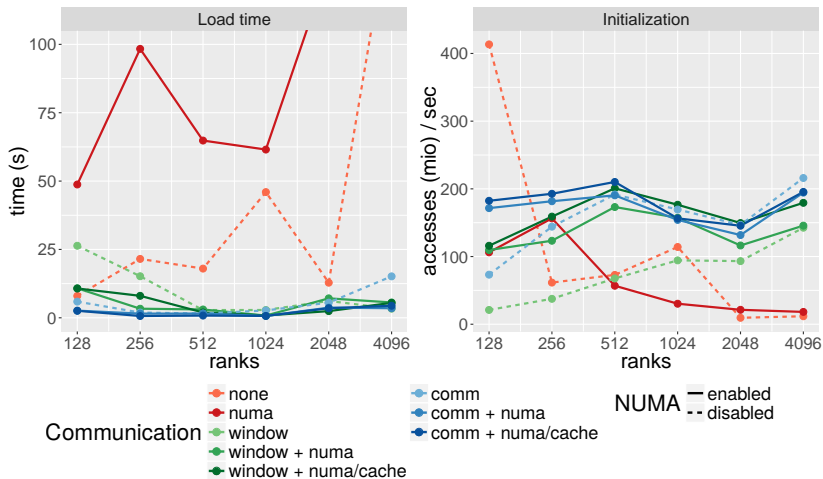 Load time
Initialization
time (s)
100
75
50
25
0
128
256
512
1024
2048
4096
ranks
accesses (mio) / sec
400
300
200
100
0
128
256
512
1024
2048
4096
ranks
Communication
none
numa
window
window + numa
window + numa/cache
comm
comm + numa
comm + numa/cache
NUMA
enabled
disabled